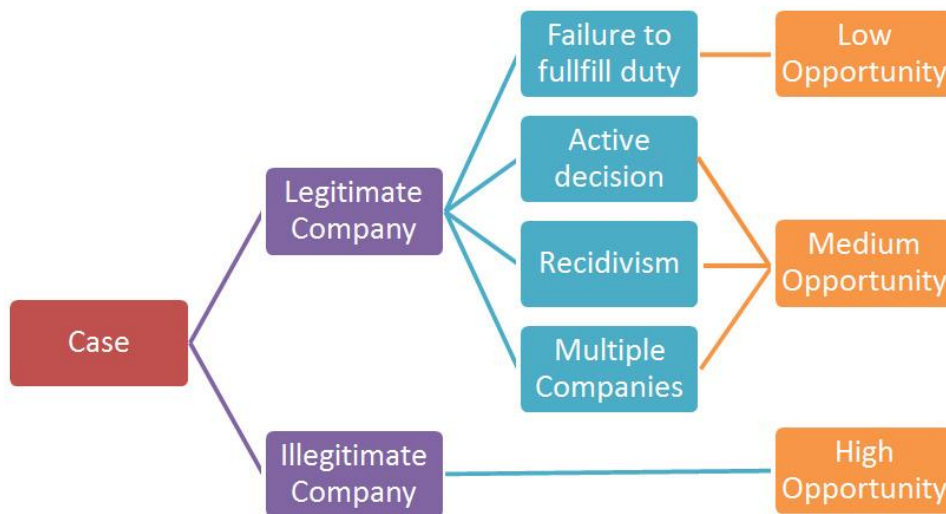 Failure to
fullfill duty
Low
Opportunity
Active
decision
Legitimate
Company
Recidivism
Medium
Opportunity
Case
Multiple
Companies
Illegitimate
Company
High
Opportunity